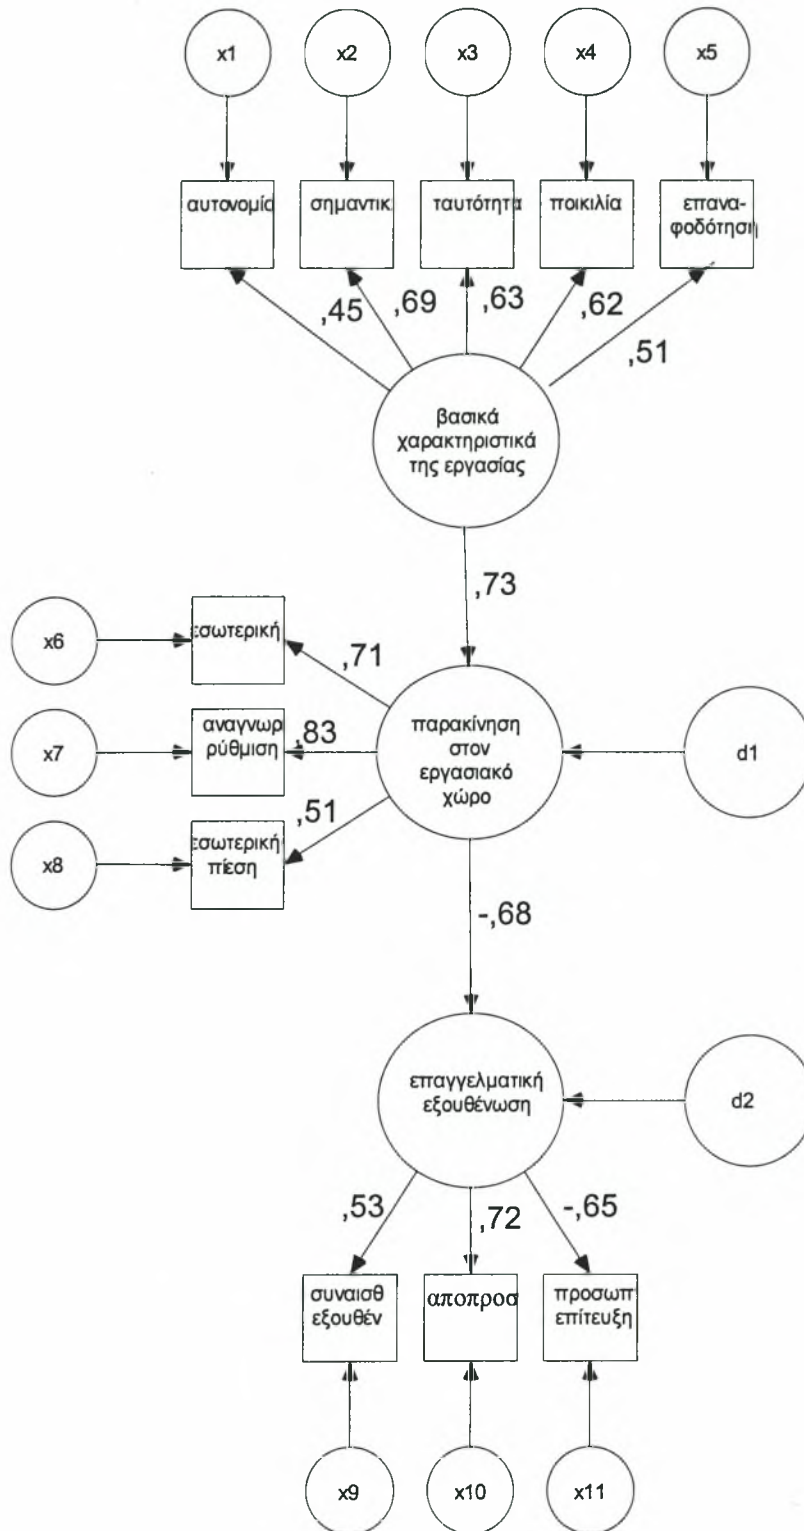 x1
x2
x3
x4
x5
αυτονομία
σημαντικ
ταυτότητα
ποικιλία
επανα-
φοδότηση
,45
,69
,63
,62
,51
βασικά
χαρακτηριστικά
της εργασίας
,73
x6
εσωτερική
,71
x7
αναγνωρ
ρύθμιση
,83
παρακίνηση
στον
εργασιακό
χώρο
d1
x8
εσωτερική
πίεση
,51
-,68
επαγγελματική
εξουθένωση
d2
,53
,72
-,65
συναισθ
εξουθέν
αποπροσ
προσωπ
επίτευξη
x9
x10
x11